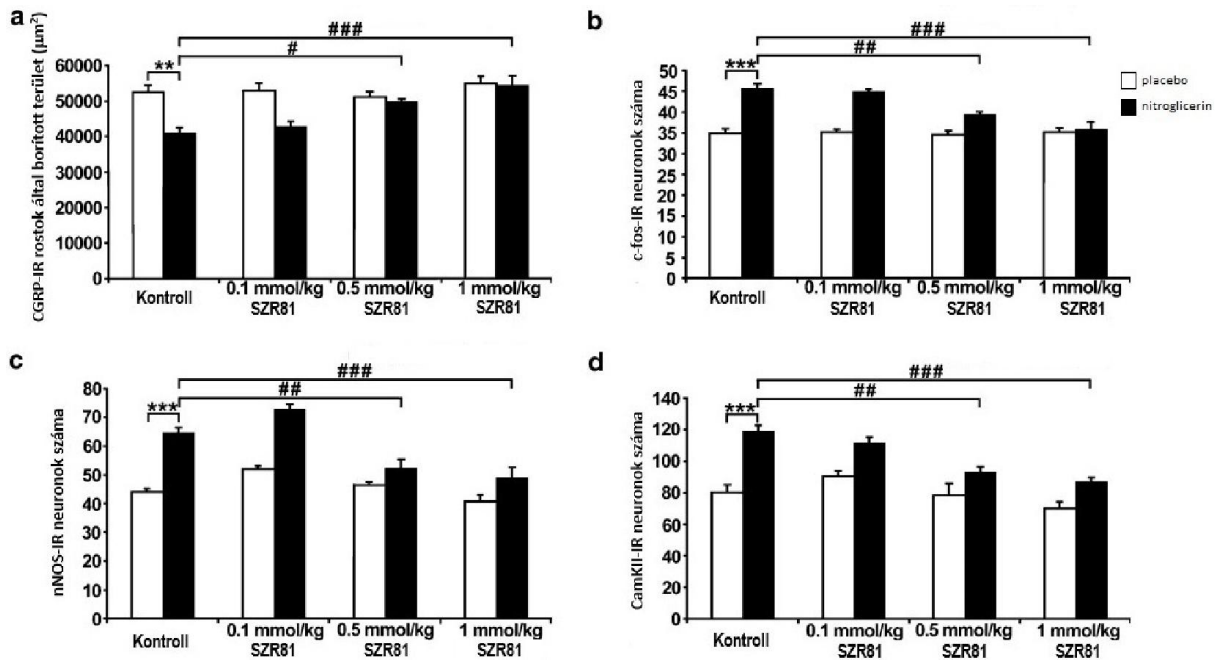 a
###
#
**
CGRP-IR rostok által borított terület (µm²)
60000
50000
40000
30000
20000
10000
0
Kontroll
0.1 mmol/kg SZR81
0.5 mmol/kg SZR81
1 mmol/kg SZR81
b
###
##
***
c-fos-IR neuronok száma
50
45
40
35
30
25
20
15
10
5
0
Kontroll
0.1 mmol/kg SZR81
0.5 mmol/kg SZR81
1 mmol/kg SZR81
placebo
nitroglicerin
c
###
##
***
nNOS-IR neuronok száma
80
70
60
50
40
30
20
10
0
Kontroll
0.1 mmol/kg SZR81
0.5 mmol/kg SZR81
1 mmol/kg SZR81
d
###
##
***
CamKII-IR neuronok száma
140
120
100
80
60
40
20
0
Kontroll
0.1 mmol/kg SZR81
0.5 mmol/kg SZR81
1 mmol/kg SZR81